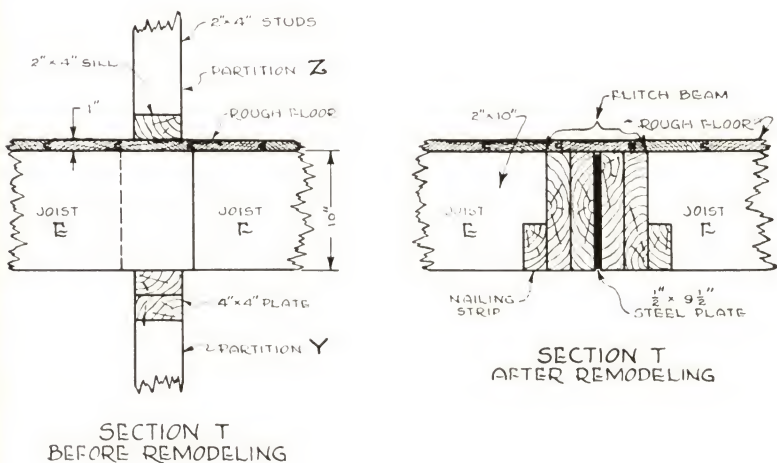 2"×4" STUDS
2"×4" SILL
PARTITION Z
1"
ROUGH FLOOR
JOIST
E
JOIST
E
10"
4"×4" PLATE
PARTITION Y
SECTION T
BEFORE REMODELING
FLITCH BEAM
2"×10"
ROUGH FLOOR
JOIST
E
JOIST
F
NAILING
STRIP
1/2" × 9 1/2"
STEEL PLATE
SECTION T
AFTER REMODELING